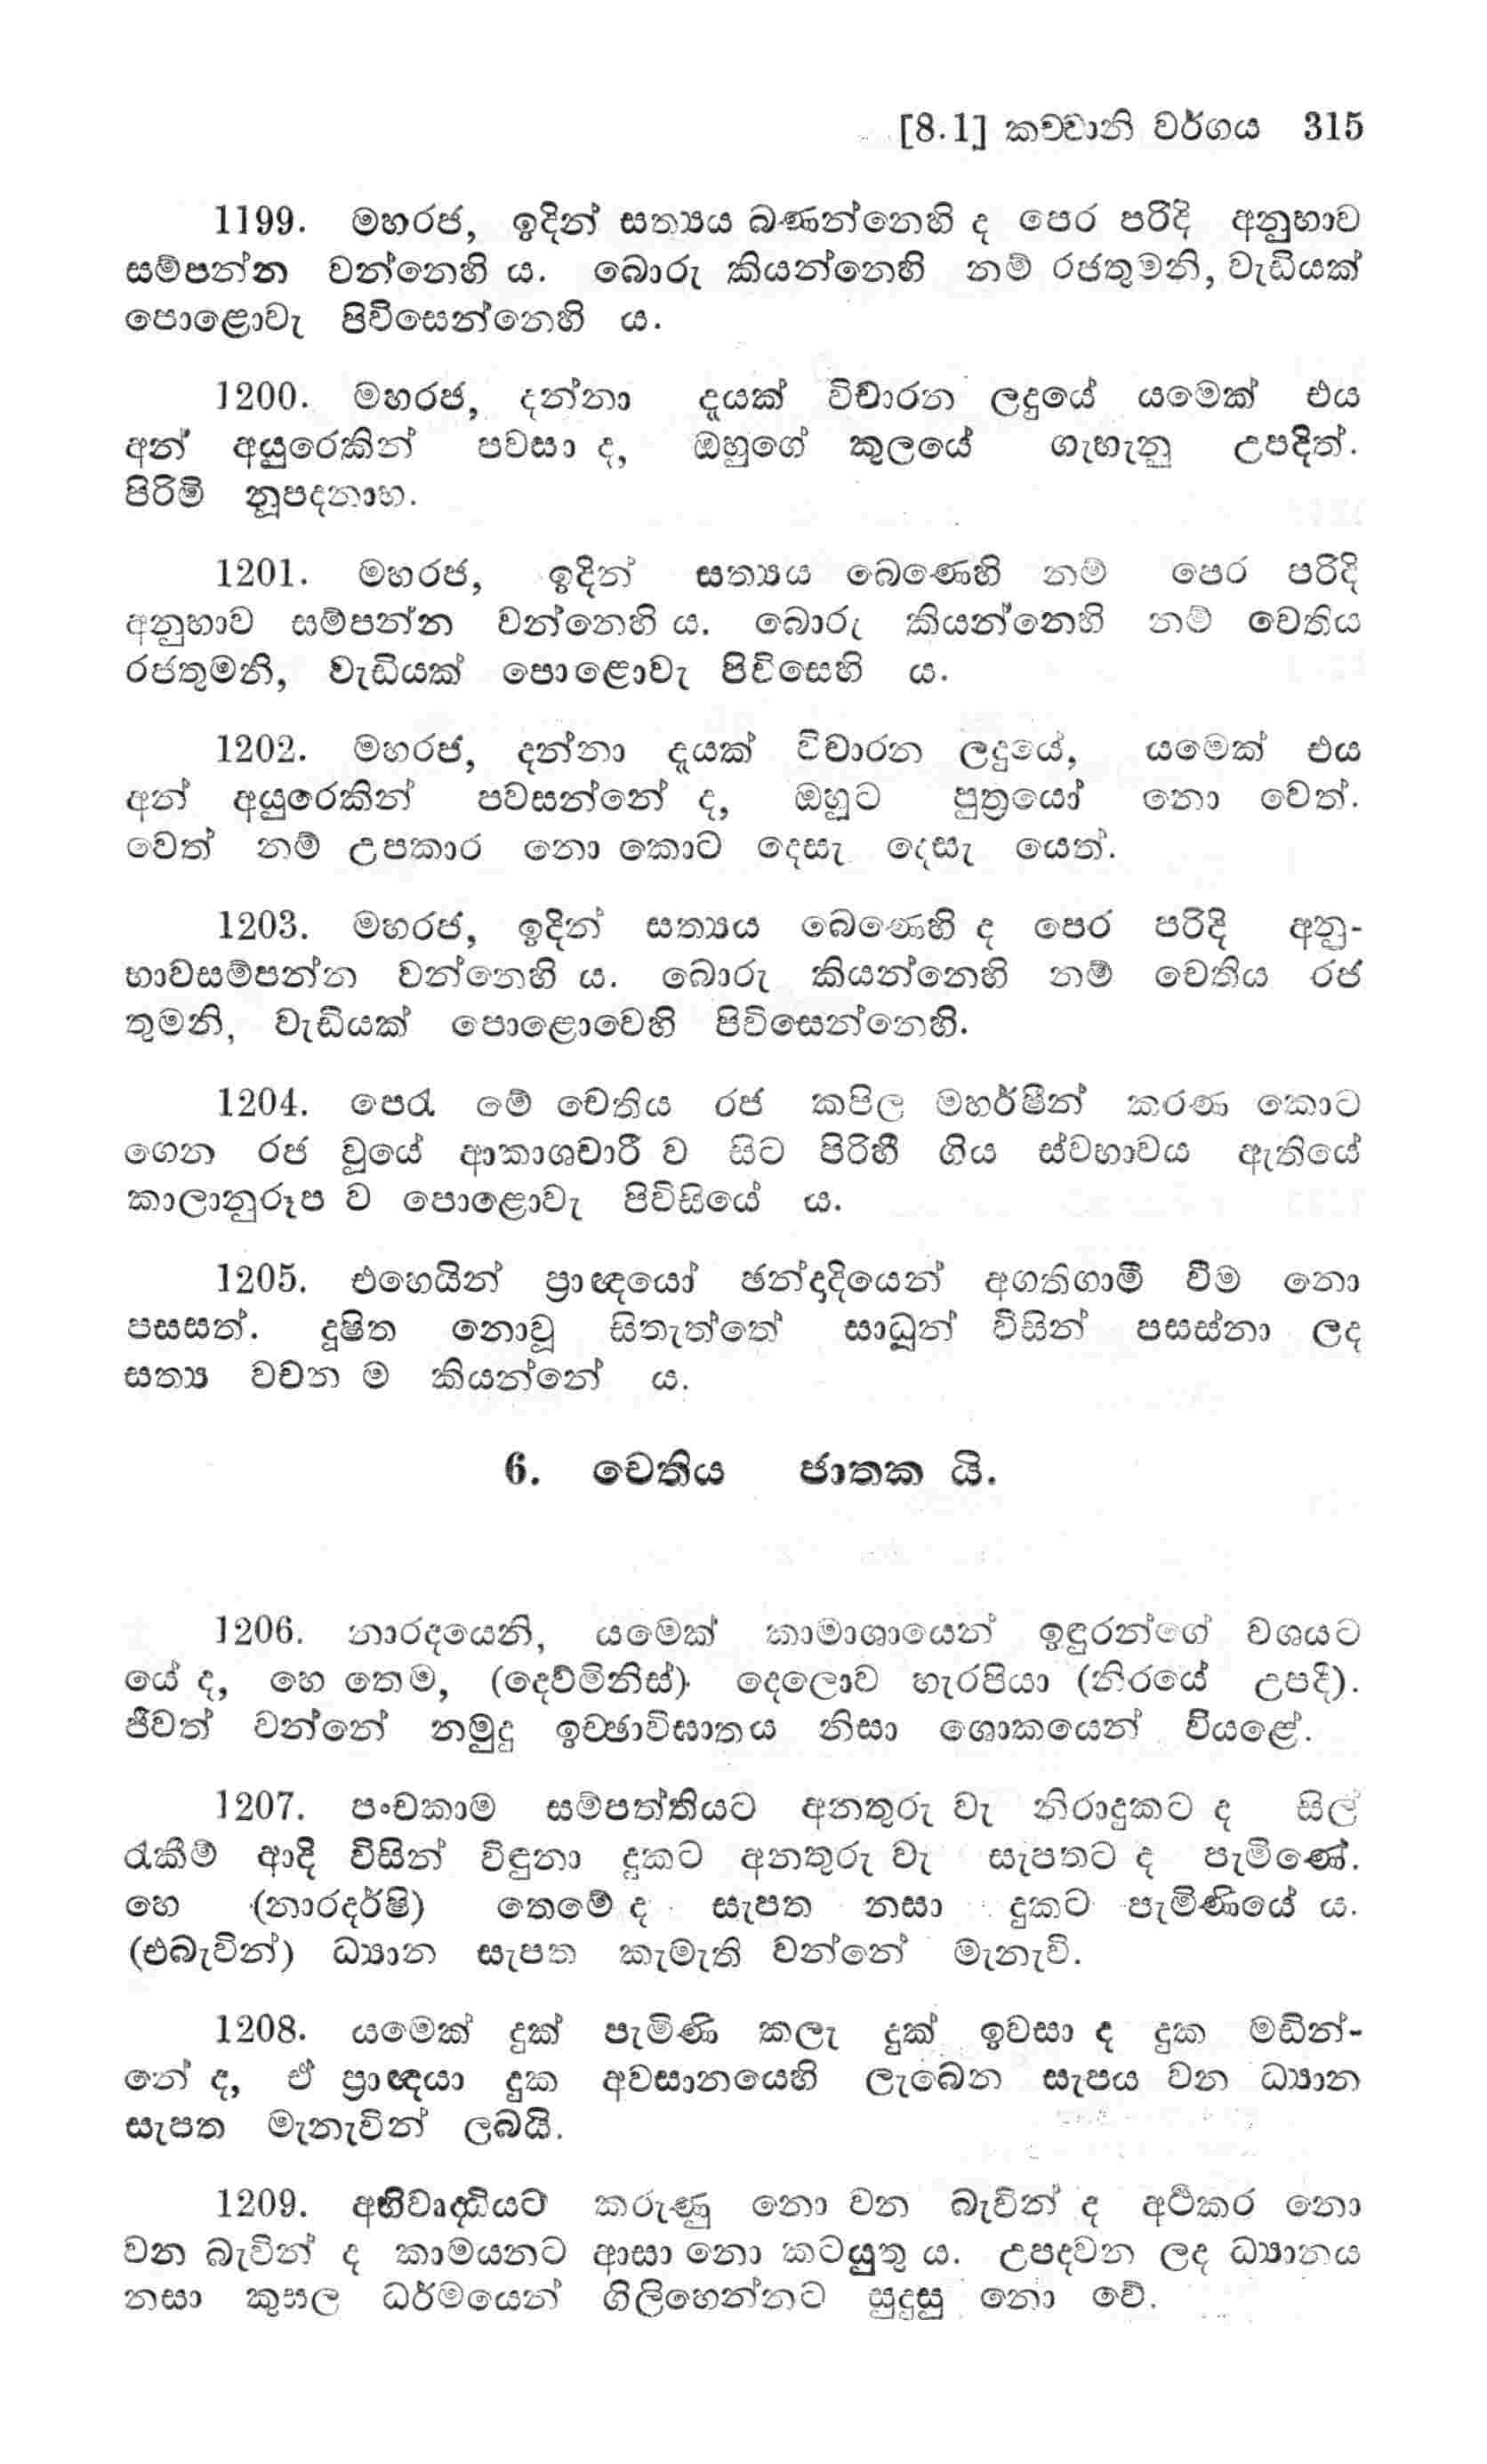 [8.1] කච්චානි වර්ගය 315
1199. මහරජ, ඉදින් සත්‍යය බණන්නෙහි ද පෙර පරිදි අනුභාව
සම්පන්න වන්නෙහි ය. බොරු කියන්නෙහි නම් රජතුමනි, වැඩියක්
පොළොවැ පිවිසෙන්නෙහි ය.
1200. මහරජ, දන්නා දූයක් විචාරන ලදුයේ යමෙක් එය
අන් අයුරෙකින් පවසා ද, ඔහුගේ කුලයේ ගැහැනු උපදිත්.
පිරිමි නූපදනාහ.
1201. මහරජ, ඉදින් සත්‍යය බෙණෙහි නම් පෙර පරිදි
අනුභාව සම්පන්න වන්නෙහි ය. බොරු කියන්නෙහි නම් චෙතිය
රජතුමනි, වැඩියක් පොළොවැ පිවිසෙහි ය.
1202. මහරජ, දන්නා දූයක් විචාරන ලදුයේ, යමෙක් එය
අන් අයුරෙකින් පවසන්නේ ද, ඔහුට පුත්‍රයෝ නො වෙත්.
වෙත් නම් උපකාර නො කොට දෙසැ දෙසැ යෙත්.
1203. මහරජ, ඉදින් සත්‍යය බෙණෙහි ද පෙර පරිදි අනු-
භාවසම්පන්න වන්නෙහි ය. බොරු කියන්නෙහි නම් චෙතිය රජ
තුමනි, වැඩියක් පොළොවෙහි පිවිසෙන්නෙහි.
1204. පෙරැ මේ චෙතිය රජ කපිල මහර්ෂීන් කරණ කොට
ගෙන රජ වූයේ ආකාශචාරී ව සිට පිරිහී ගිය ස්වභාවය ඇතියේ
කාලානුරූප ව පොළොවැ පිවිසියේ ය.
1205. එහෙයින් ප්‍රාඥයෝ ඡන්දාදියෙන් අගතිගාමී වීම නො
පසසත්. දූෂිත නොවූ සිතැත්තේ සාධූන් විසින් පසස්නා ලද
සත්‍ය වචන ම කියන්නේ ය.
6. චෙතිය ජාතක යි.
1206. නාරදයෙනි, යමෙක් කාමාශායෙන් ඉඳුරන්ගේ වශයට
යේ ද, හෙ තෙම, (දෙව්මිනිස්) දෙලොව හැරපියා (නිරයේ උපදි).
ජීවත් වන්නේ නමුදු ඉච්ඡාවිඝාතය නිසා ශොකයෙන් වියළේ.
1207. පංචකාම සම්පත්තියට අනතුරු වැ නිරාදුකට ද සිල්
රැකීම් ආදි විසින් විඳුනා දුකට අනතුරු වැ සැපතට ද පැමිණේ.
හෙ (නාරදර්ෂි) තෙමේ ද සැපත නසා දුකට පැමිණියේ ය.
(එබැවින්) ධ්‍යාන සැපත කැමැති වන්නේ මැනැවි.
1208. යමෙක් දුක් පැමිණි කලැ දුක් ඉවසා ද දුක මඩින්-
නේ ද, ඒ ප්‍රාඥයා දුක අවසානයෙහි ලැබෙන සැපය වන ධ්‍යාන
සැපත මැනැවින් ලබයි.
1209. අභිවෘද්ධියට කරුණු නො වන බැවින් ද අර්ථකර නො
වන බැවින් ද කාමයනට ආසා නො කටයුතු ය. උපදවන ලද ධ්‍යානය
නසා කුසල ධර්මයෙන් ගිලිහෙන්නට සුදුසු නො වේ.